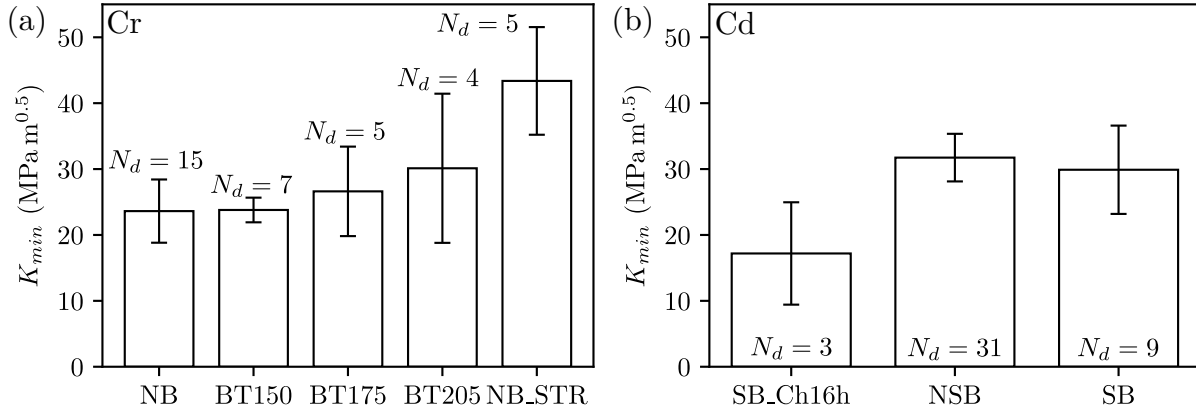 (a) Cr
K_min (MPa m^0.5)
50
40
30
20
10
0
N_d = 15
N_d = 7
N_d = 5
N_d = 4
N_d = 5
NB BT150 BT175 BT205 NB_STR
(b) Cd
K_min (MPa m^0.5)
50
40
30
20
10
0
N_d = 3
N_d = 31
N_d = 9
SB_Ch16h NSB SB